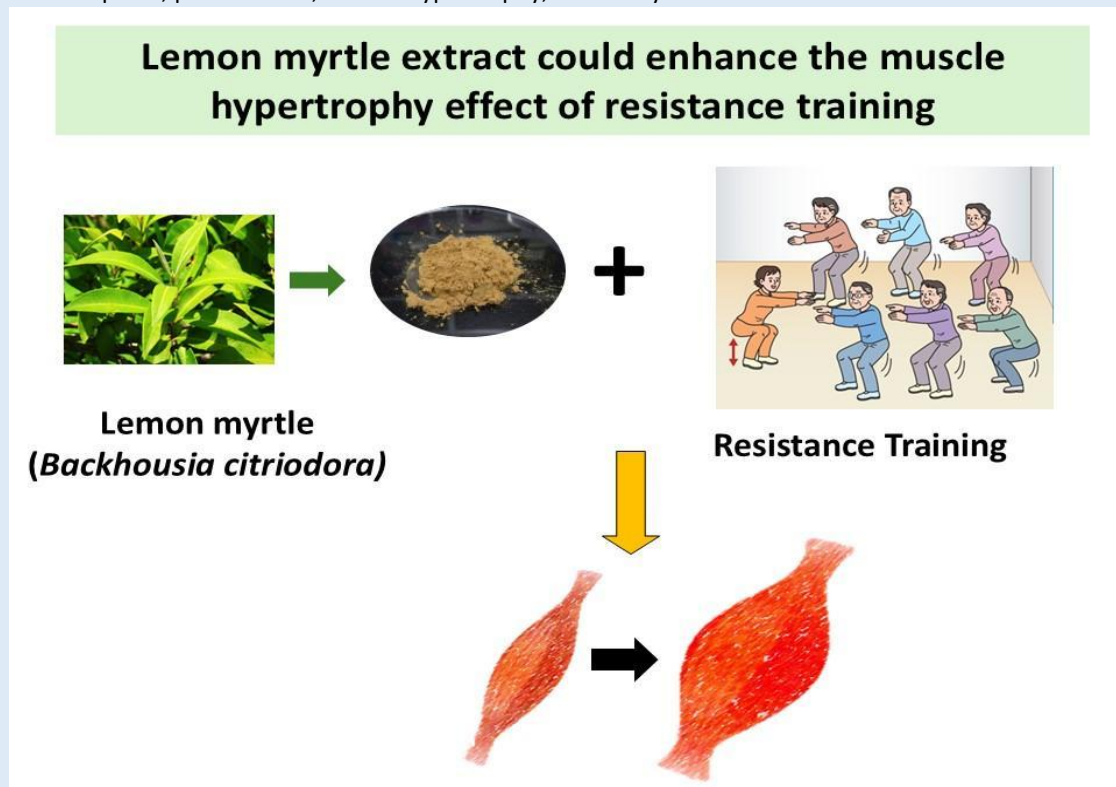 Lemon myrtle extract could enhance the muscle
hypertrophy effect of resistance training
Lemon myrtle
(Backhousia citriodora)
Resistance Training